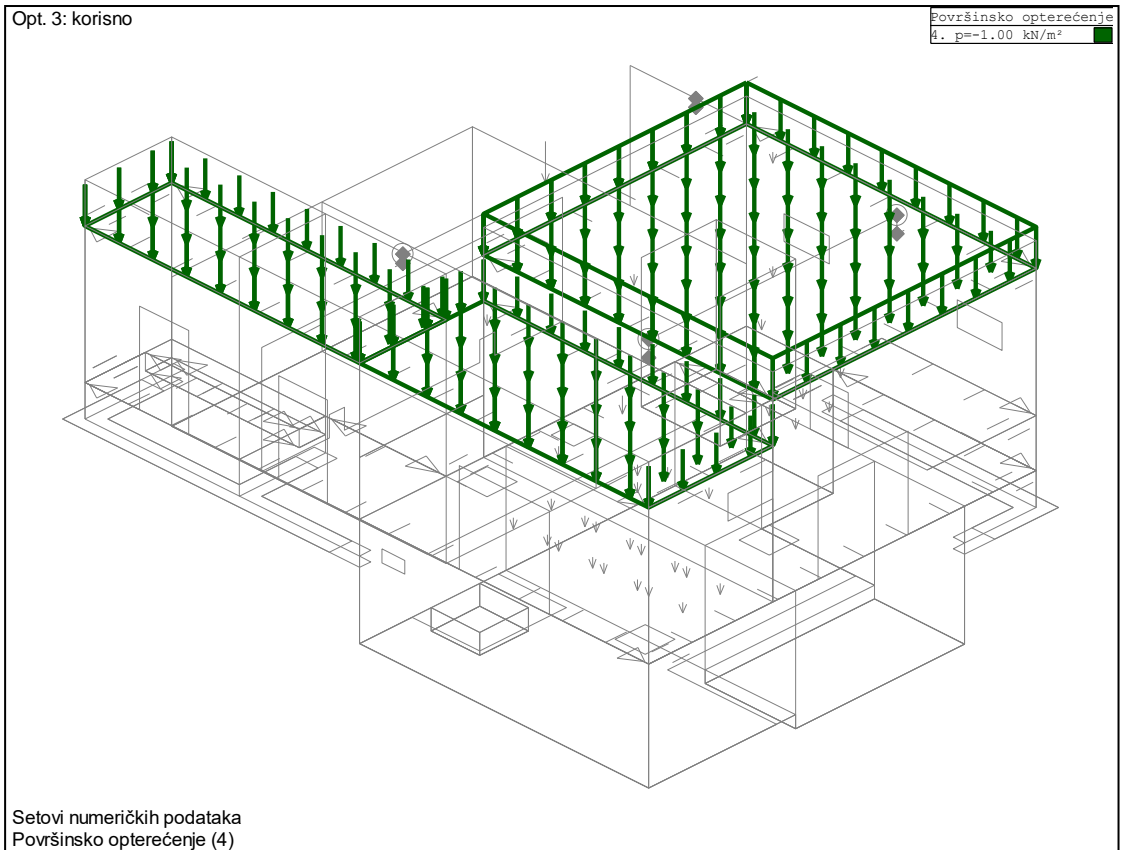 Opt. 3: korisno
Površinsko opterećenje
4. p=-1.00 kN/m²
Setovi numeričkih podataka
Površinsko opterećenje (4)